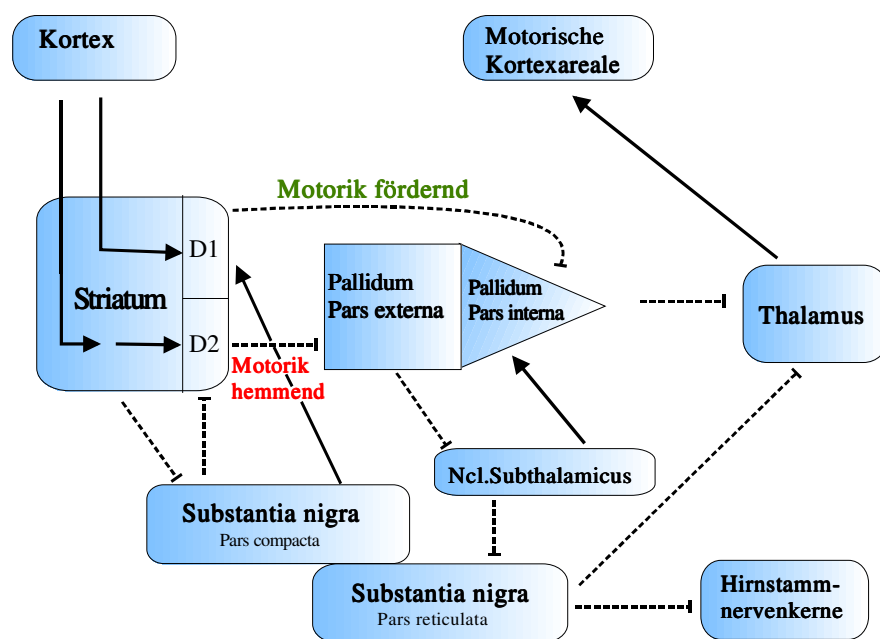 Kortex
Motorische
Kortexareale
Motorik fördernd
D1
Striatum
D2
Pallidum
Pars externa
Pallidum
Pars interna
Thalamus
Motorik
hemmend
Ncl.Subthalamicus
Substantia nigra
Pars compacta
Substantia nigra
Pars reticulata
Hirnstamm-
nervenkerne